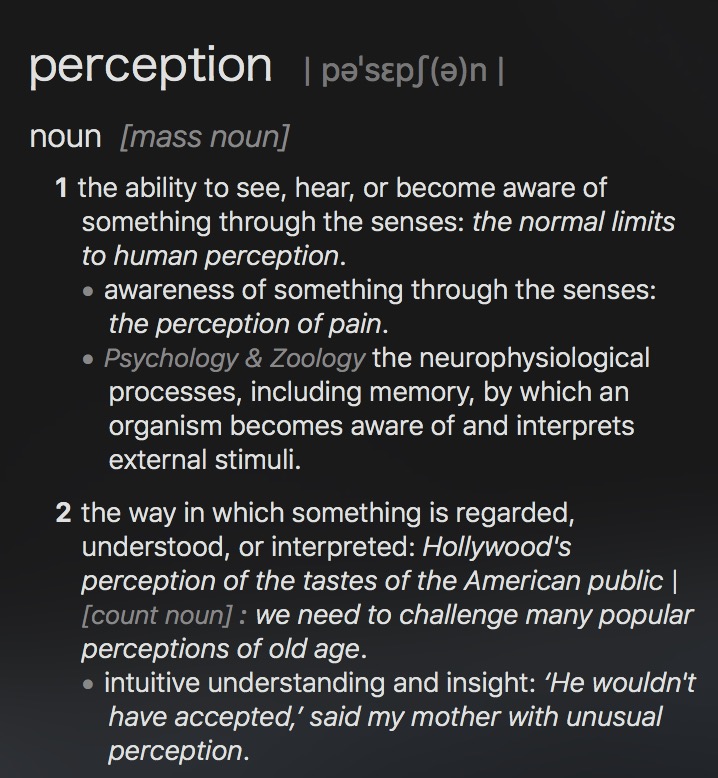 perception | pəˈsɛpʃ(ə)n |
noun [mass noun]
1 the ability to see, hear, or become aware of
something through the senses: the normal limits
to human perception.
• awareness of something through the senses:
the perception of pain.
• Psychology & Zoology the neurophysiological
processes, including memory, by which an
organism becomes aware of and interprets
external stimuli.
2 the way in which something is regarded,
understood, or interpreted: Hollywood's
perception of the tastes of the American public |
[count noun] : we need to challenge many popular
perceptions of old age.
• intuitive understanding and insight: ‘He wouldn't
have accepted,’ said my mother with unusual
perception.